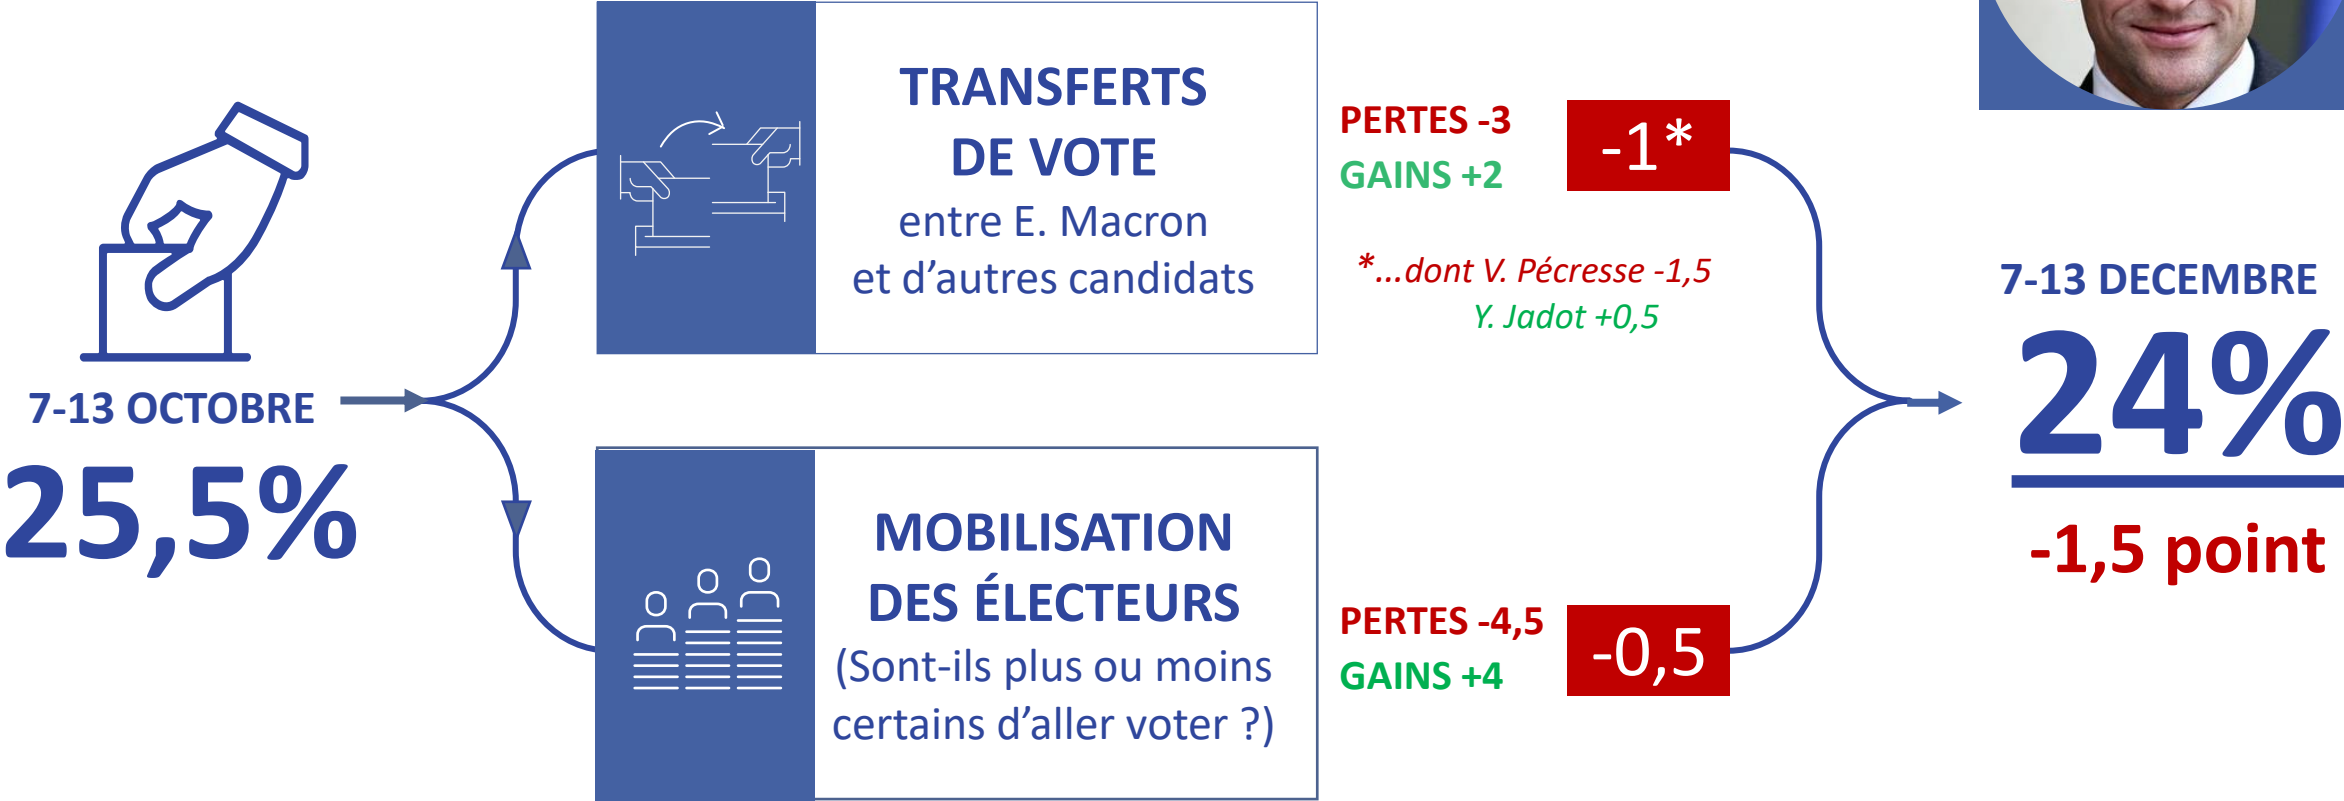 7-13 OCTOBRE
25,5%
TRANSFERTS
DE VOTE
entre E. Macron
et d'autres candidats
PERTES -3
GAINS +2
-1*
*...dont V. Pécresse -1,5
Y. Jadot +0,5
MOBILISATION
DES ÉLECTEURS
(Sont-ils plus ou moins
certains d'aller voter ?)
PERTES -4,5
GAINS +4
-0,5
7-13 DECEMBRE
24%
-1,5 point